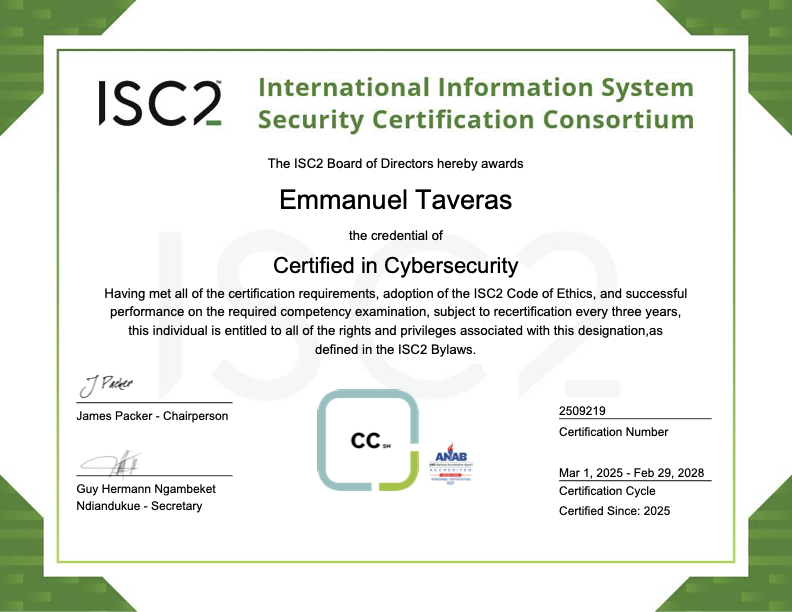 ISC2™
International Information System
Security Certification Consortium
The ISC2 Board of Directors hereby awards
Emmanuel Taveras
the credential of
Certified in Cybersecurity
Having met all of the certification requirements, adoption of the ISC2 Code of Ethics, and successful
performance on the required competency examination, subject to recertification every three years,
this individual is entitled to all of the rights and privileges associated with this designation,as
defined in the ISC2 Bylaws.
ISC2
J Packer
James Packer - Chairperson
Guy Hermann Ngambeket
Ndiandukue - Secretary
CC SM
ANAB
ACCREDITED
2509219
Certification Number
Mar 1, 2025 - Feb 29, 2028
Certification Cycle
Certified Since: 2025